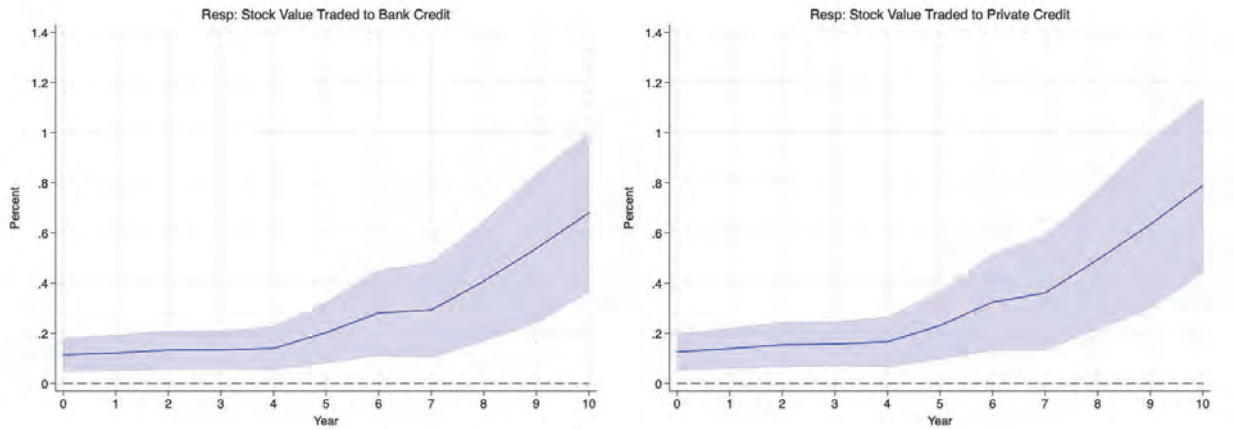 Resp: Stock Value Traded to Bank Credit
1.4
1.2
1
.8
.6
.4
.2
0
Percent
0 1 2 3 4 5 6 7 8 9 10
Year
Resp: Stock Value Traded to Private Credit
1.4
1.2
1
.8
.6
.4
.2
0
Percent
0 1 2 3 4 5 6 7 8 9 10
Year